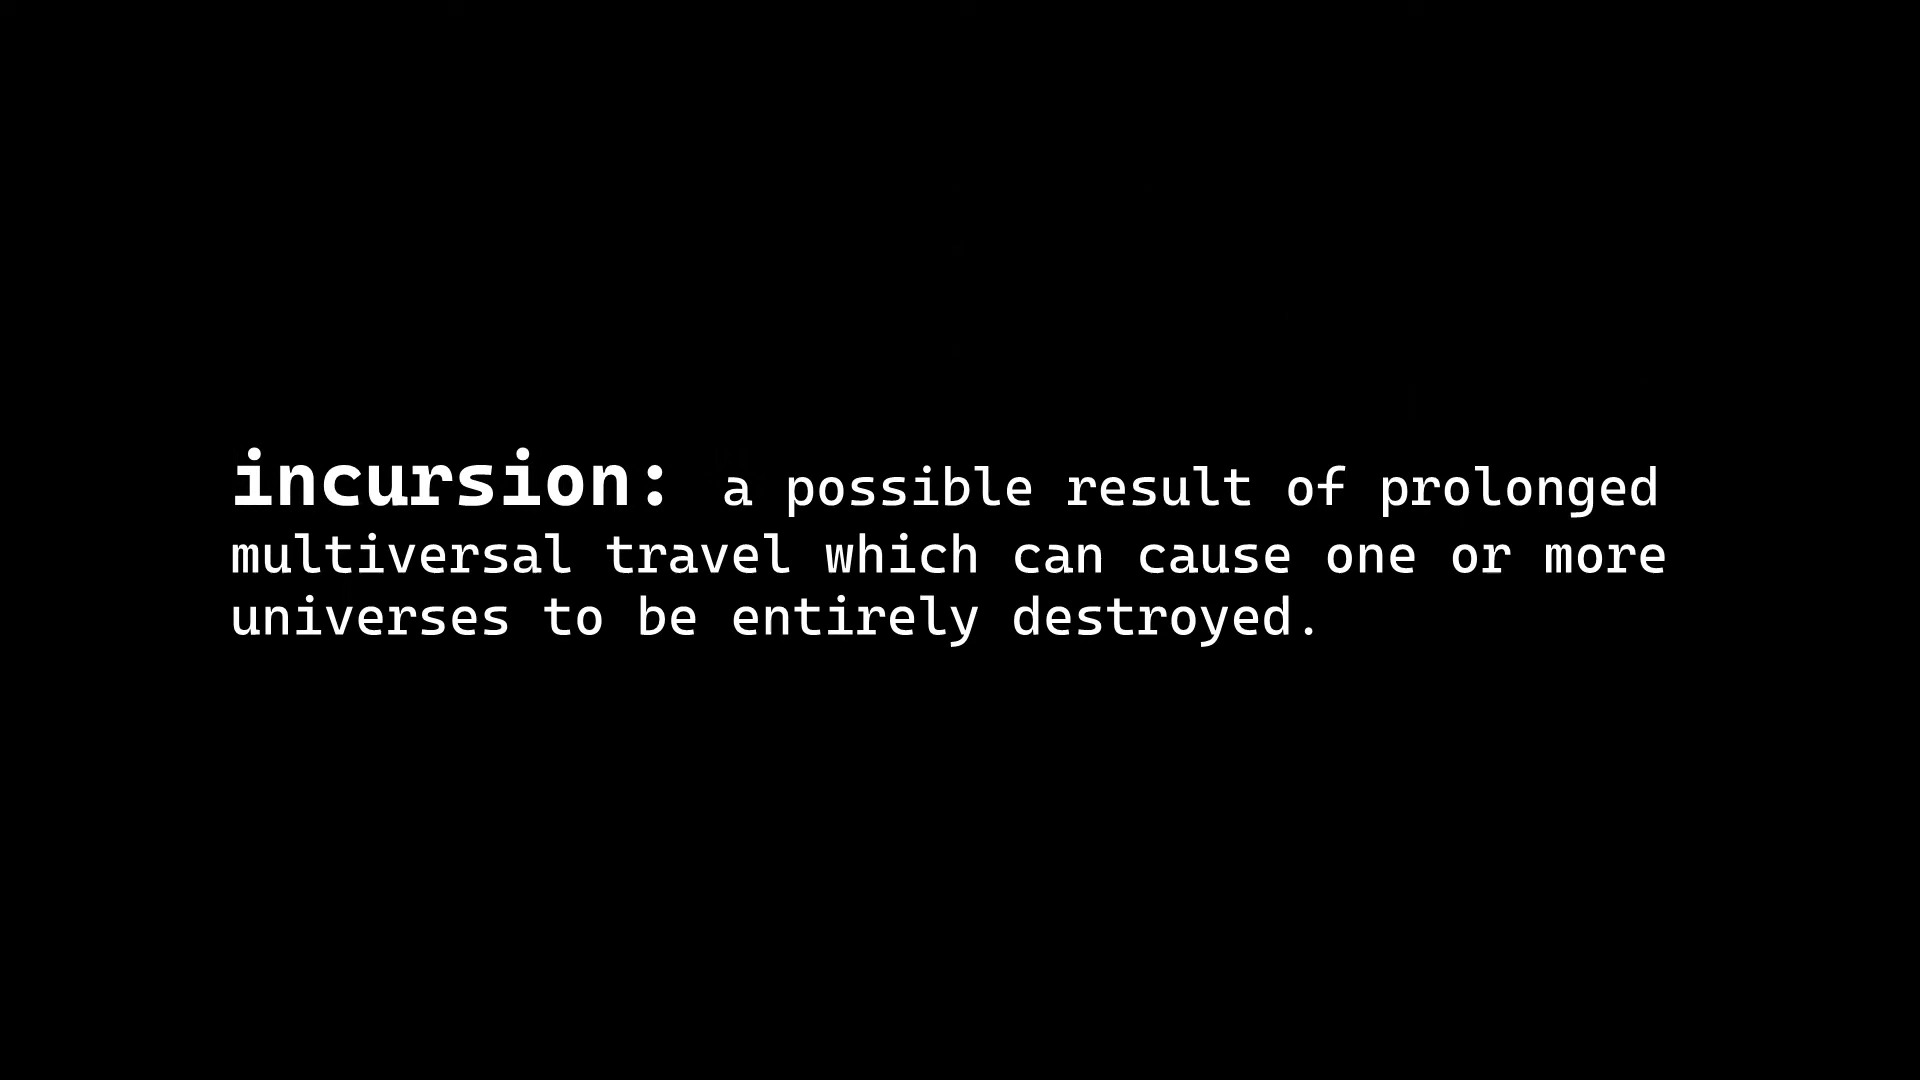 incursion: a possible result of prolonged
multiversal travel which can cause one or more
universes to be entirely destroyed.